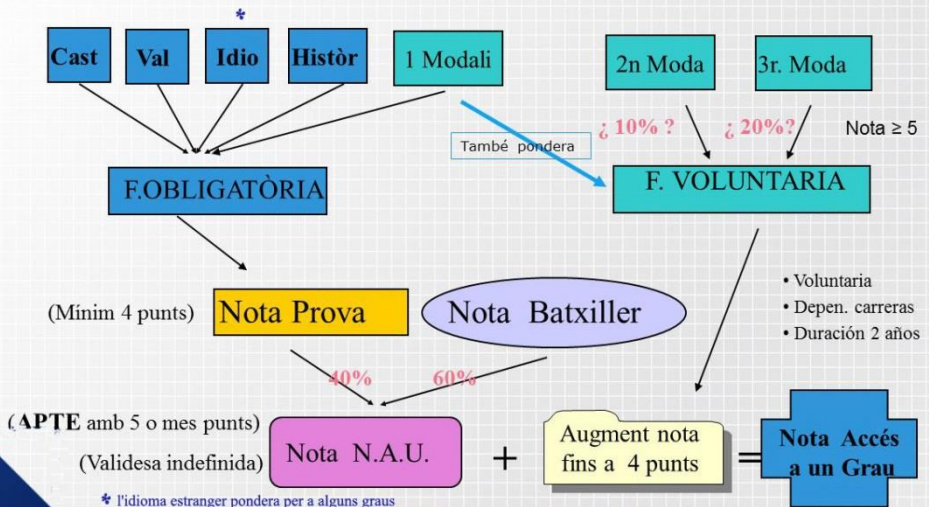 *
Cast
Val
Idio
Històr
1 Modali
2n Moda
3r. Moda
¿ 10% ?
¿ 20%?
Nota ≥ 5
També pondera
F.OBLIGATÒRIA
F. VOLUNTARIA
• Voluntaria
• Depen. carreras
• Duración 2 años
(Mínim 4 punts)
Nota Prova
Nota Batxiller
40%
60%
(APTE amb 5 o mes punts)
(Validesa indefinida)
Nota N.A.U.
+
Augment nota
fins a 4 punts
=
Nota Accés
a un Grau
* l'idioma estranger pondera per a alguns graus